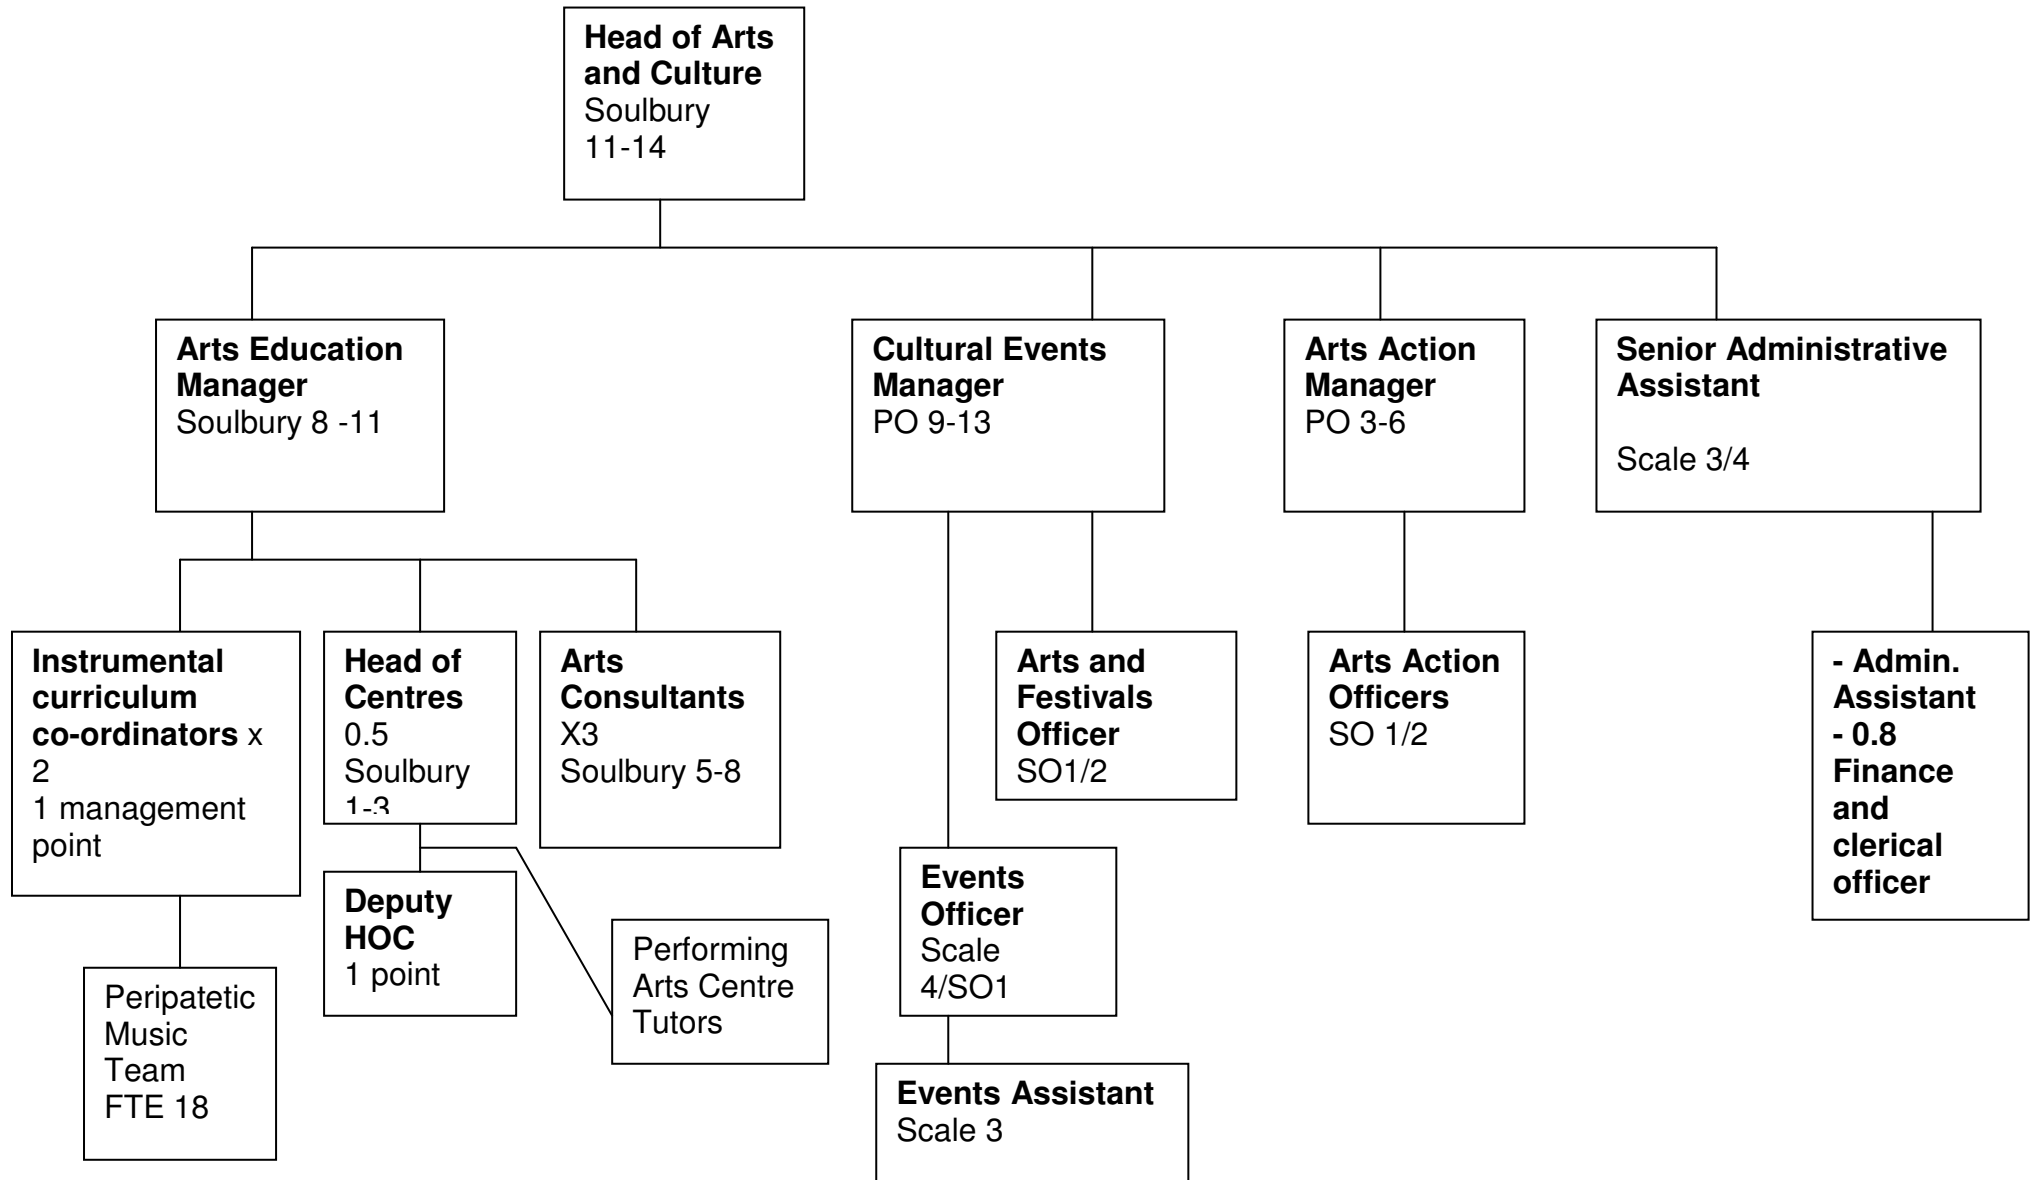 Head of Arts
and Culture
Soulbury
11-14
Arts Education
Manager
Soulbury 8 -11
Cultural Events
Manager
PO 9-13
Arts Action
Manager
PO 3-6
Senior Administrative
Assistant
Scale 3/4
Instrumental
curriculum
co-ordinators x
2
1 management
point
Head of
Centres
0.5
Soulbury
1-3
Arts
Consultants
X3
Soulbury 5-8
Arts and
Festivals
Officer
SO1/2
Arts Action
Officers
SO 1/2
- Admin.
Assistant
- 0.8
Finance
and
clerical
officer
Deputy
HOC
1 point
Performing
Arts Centre
Tutors
Events
Officer
Scale
4/SO1
Peripatetic
Music
Team
FTE 18
Events Assistant
Scale 3